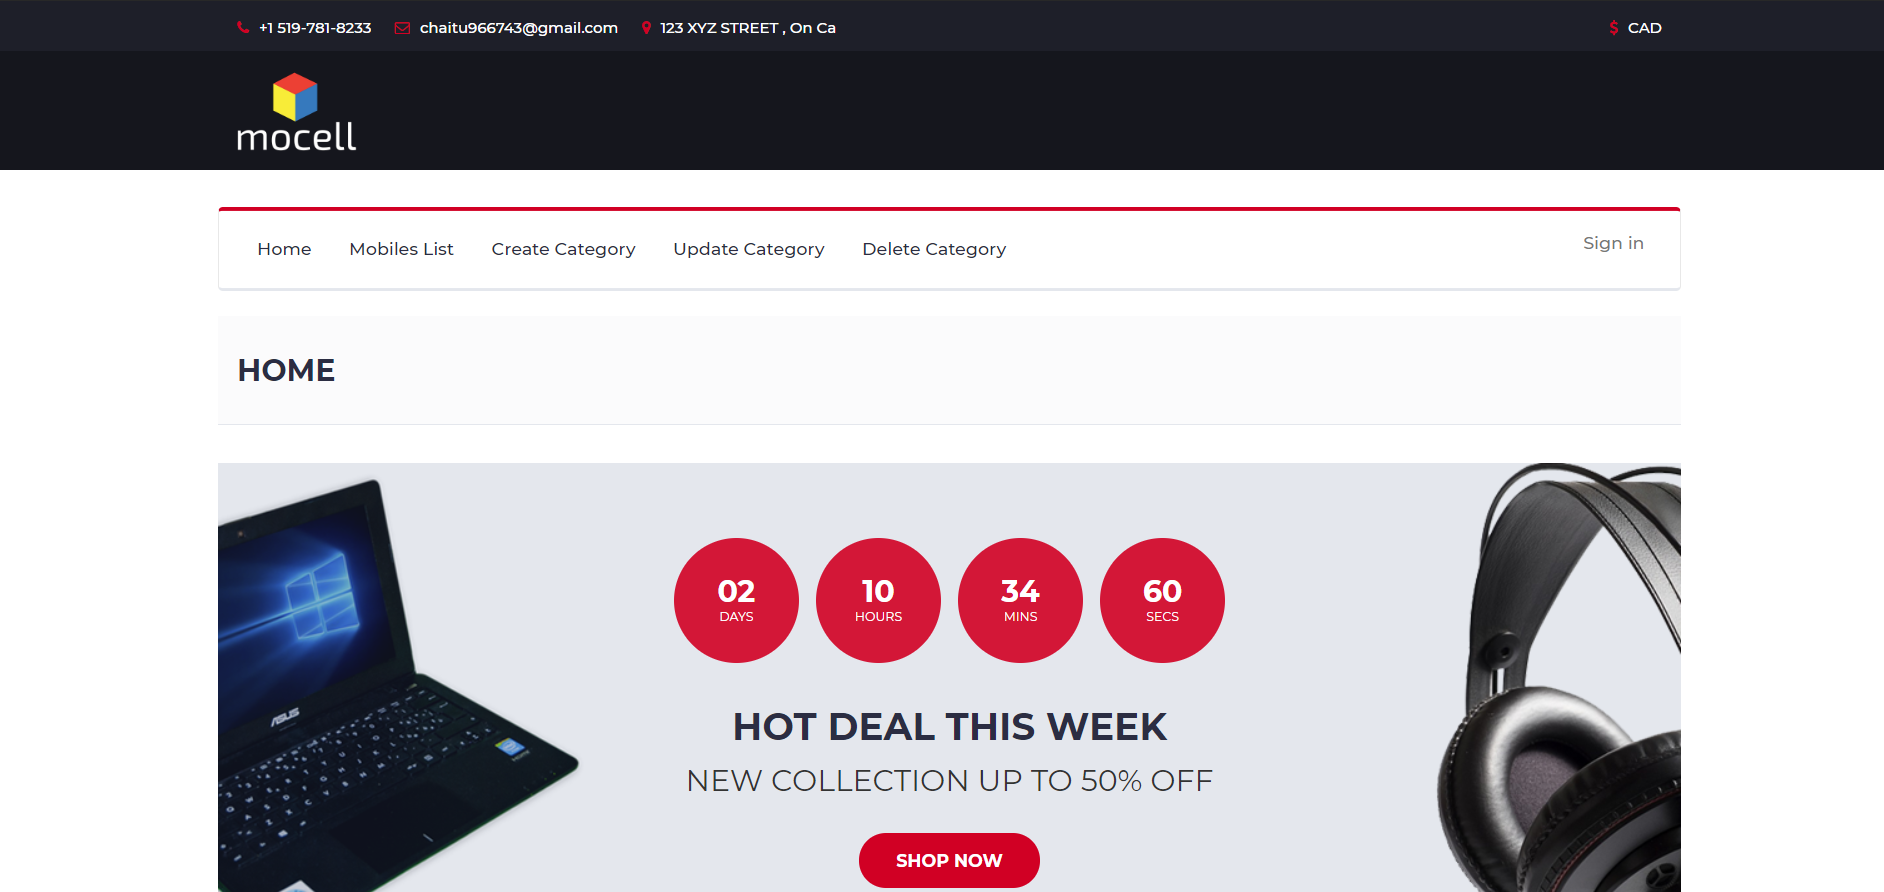 +1 519-781-8233 chaitu966743@gmail.com 123 XYZ STREET , On Ca $ CAD
mocell
Home Mobiles List Create Category Update Category Delete Category Sign in
HOME
02 10 34 60
DAYS HOURS MINS SECS
ASUS
HOT DEAL THIS WEEK
NEW COLLECTION UP TO 50% OFF
SHOP NOW